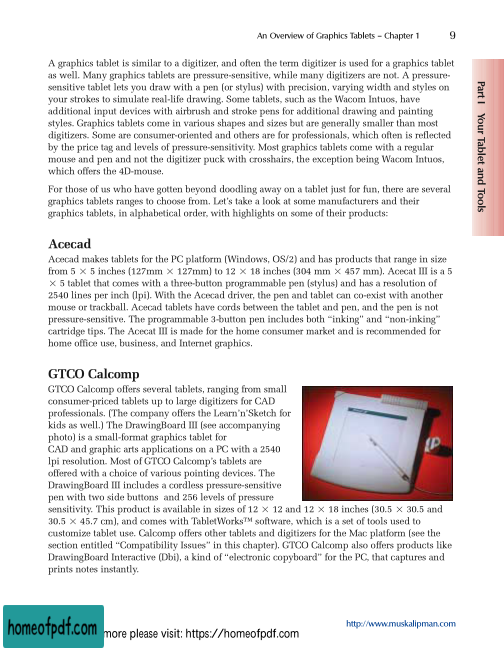 An Overview of Graphics Tablets – Chapter 1 9
A graphics tablet is similar to a digitizer, and often the term digitizer is used for a graphics tablet
as well. Many graphics tablets are pressure-sensitive, while many digitizers are not. A pressure-
sensitive tablet lets you draw with a pen (or stylus) with precision, varying width and styles on
your strokes to simulate real-life drawing. Some tablets, such as the Wacom Intuos, have
additional input devices with airbrush and stroke pens for additional drawing and painting
styles. Graphics tablets come in various shapes and sizes but are generally smaller than most
digitizers. Some are consumer-oriented and others are for professionals, which often is reflected
by the price tag and levels of pressure-sensitivity. Most graphics tablets come with a regular
mouse and pen and not the digitizer puck with crosshairs, the exception being Wacom Intuos,
which offers the 4D-mouse.
For those of us who have gotten beyond doodling away on a tablet just for fun, there are several
graphics tablets ranges to choose from. Let's take a look at some manufacturers and their
graphics tablets, in alphabetical order, with highlights on some of their products:
Part I Your Tablet and Tools
Acecad
Acecad makes tablets for the PC platform (Windows, OS/2) and has products that range in size
from 5 × 5 inches (127mm × 127mm) to 12 × 18 inches (304 mm × 457 mm). Acecat III is a 5
× 5 tablet that comes with a three-button programmable pen (stylus) and has a resolution of
2540 lines per inch (lpi). With the Acecad driver, the pen and tablet can co-exist with another
mouse or trackball. Acecad tablets have cords between the tablet and pen, and the pen is not
pressure-sensitive. The programmable 3-button pen includes both "inking" and "non-inking"
cartridge tips. The Acecat III is made for the home consumer market and is recommended for
home office use, business, and Internet graphics.
GTCO Calcomp
GTCO Calcomp offers several tablets, ranging from small
consumer-priced tablets up to large digitizers for CAD
professionals. (The company offers the Learn'n'Sketch for
kids as well.) The DrawingBoard III (see accompanying
photo) is a small-format graphics tablet for
CAD and graphic arts applications on a PC with a 2540
lpi resolution. Most of GTCO Calcomp's tablets are
offered with a choice of various pointing devices. The
DrawingBoard III includes a cordless pressure-sensitive
pen with two side buttons and 256 levels of pressure
sensitivity. This product is available in sizes of 12 × 12 and 12 × 18 inches (30.5 × 30.5 and
30.5 × 45.7 cm), and comes with TabletWorks™ software, which is a set of tools used to
customize tablet use. Calcomp offers other tablets and digitizers for the Mac platform (see the
section entitled "Compatibility Issues" in this chapter). GTCO Calcomp also offers products like
DrawingBoard Interactive (Dbi), a kind of "electronic copyboard" for the PC, that captures and
prints notes instantly.
http://www.muskalipman.com
homeofpdf.com
more please visit: https://homeofpdf.com